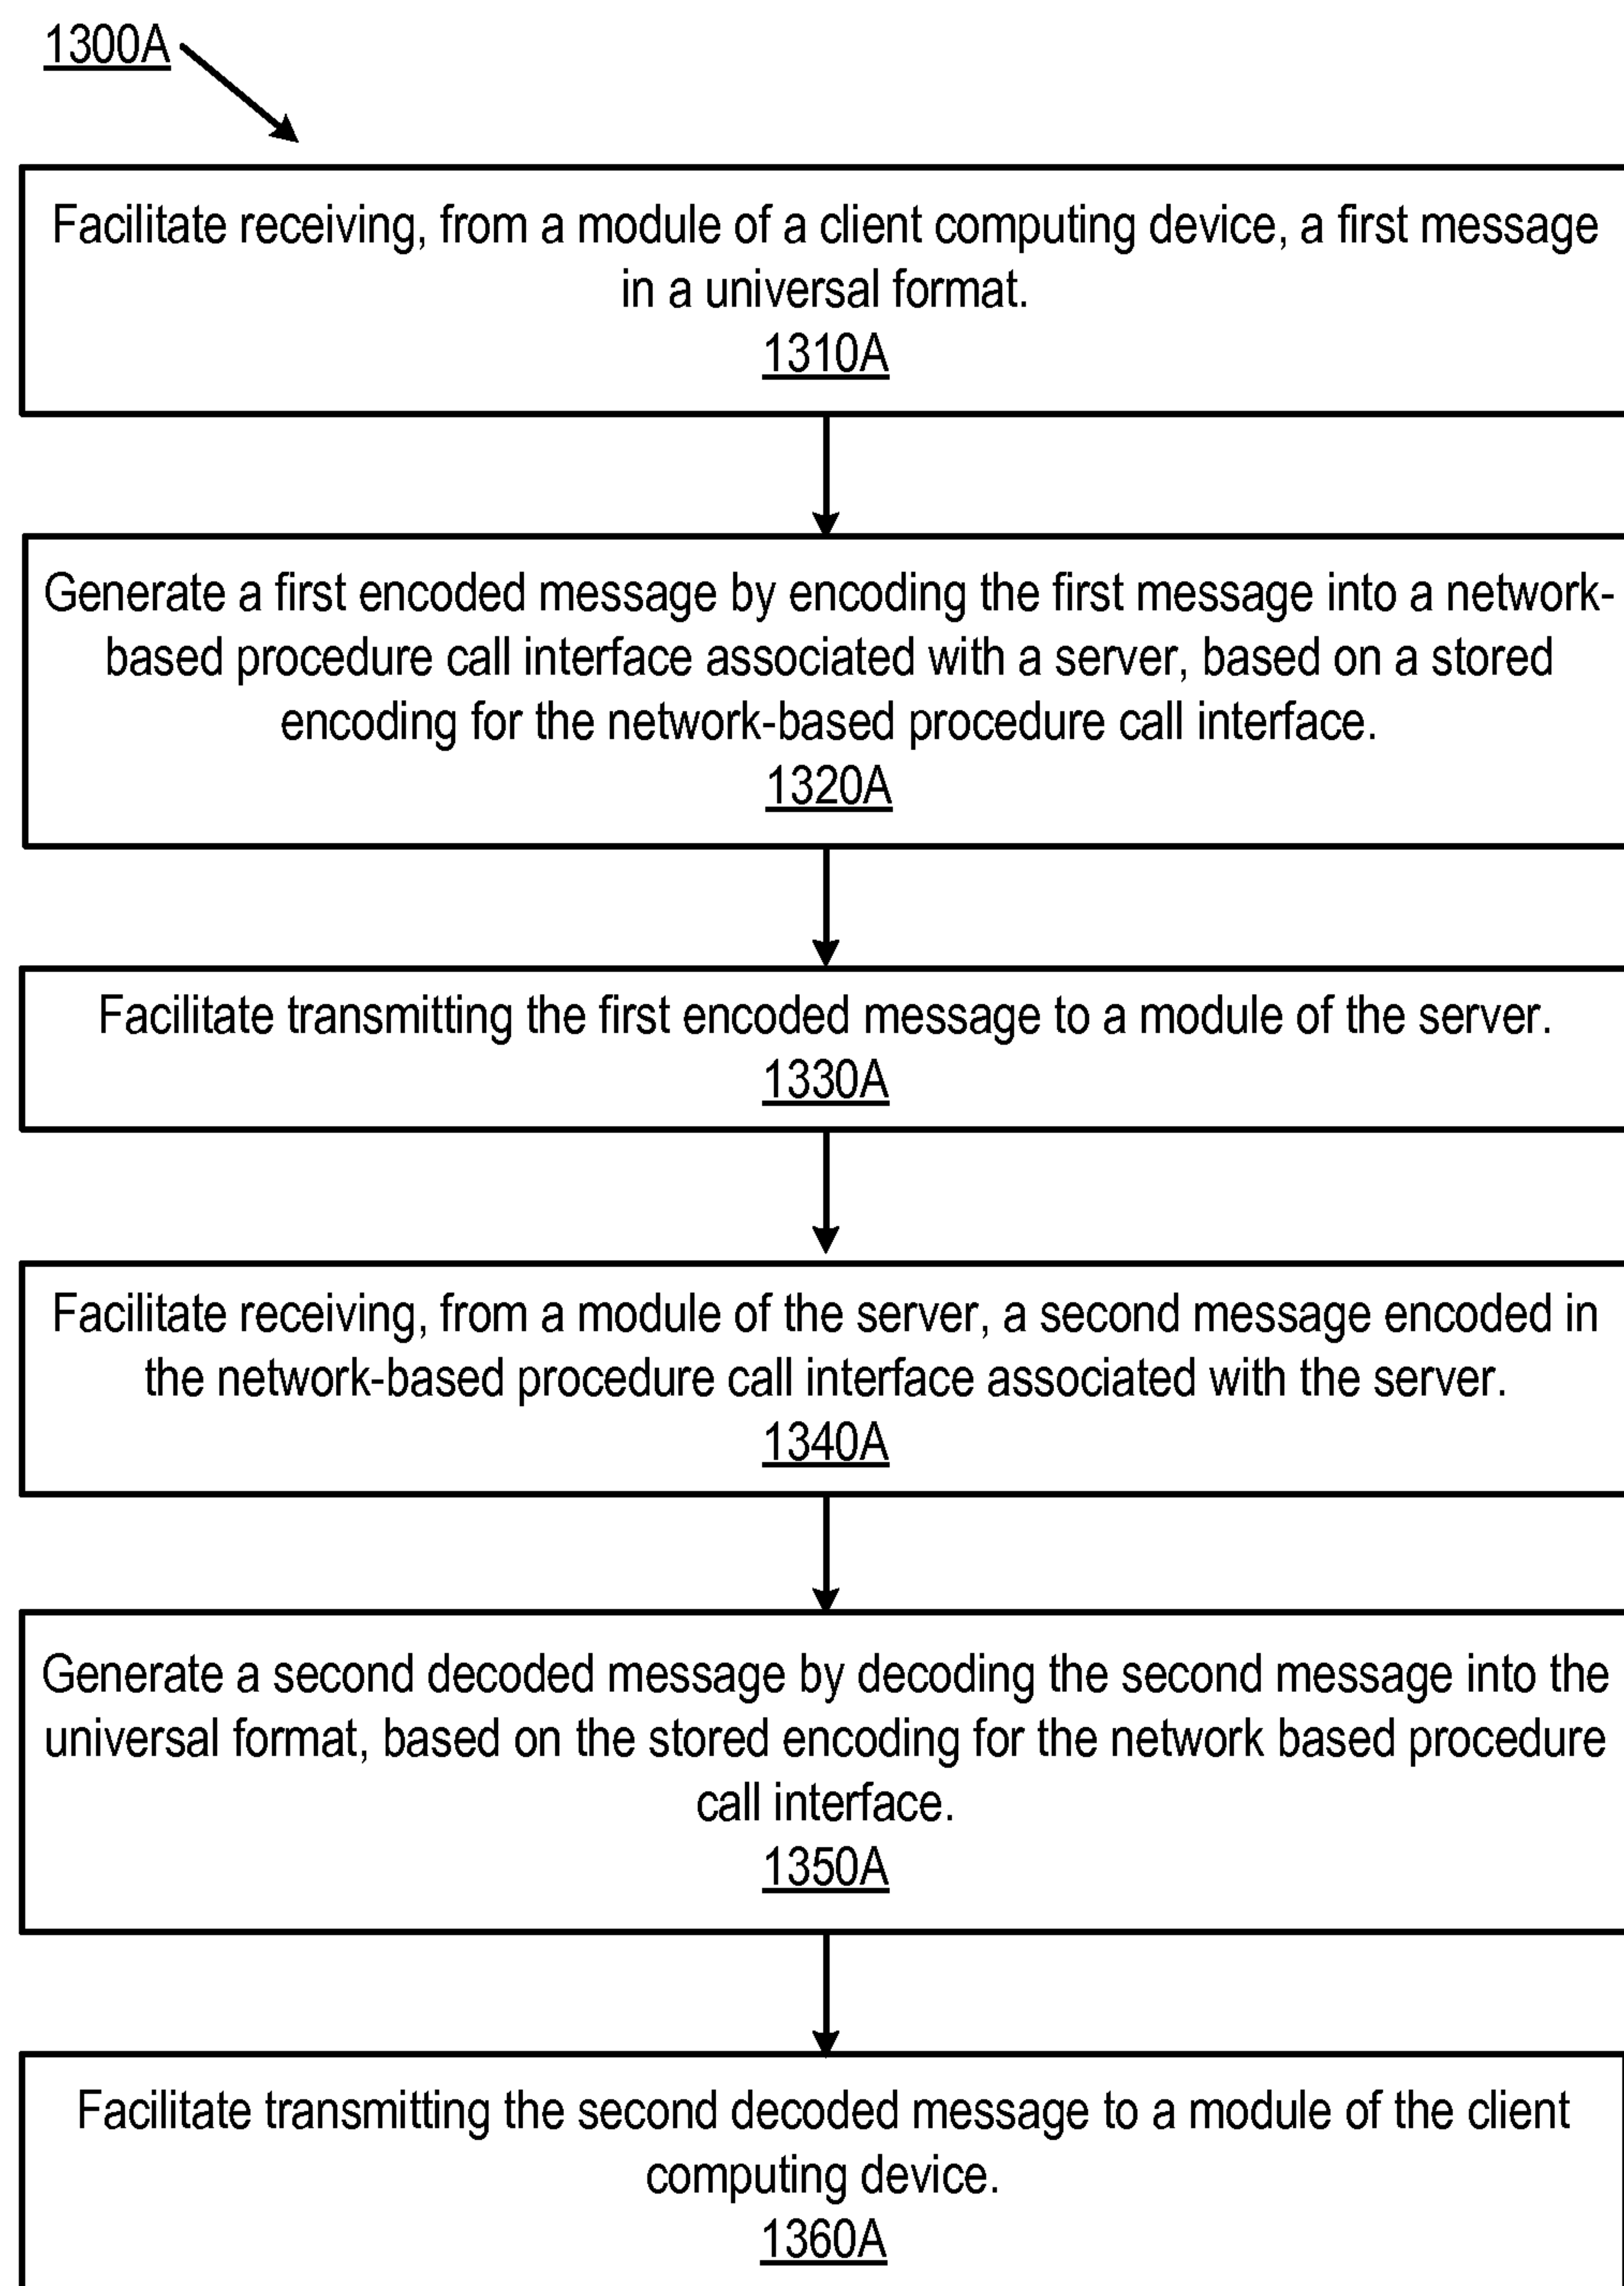 1300A
Facilitate receiving, from a module of a client computing device, a first message
in a universal format.
1310A
Generate a first encoded message by encoding the first message into a network-
based procedure call interface associated with a server, based on a stored
encoding for the network-based procedure call interface.
1320A
Facilitate transmitting the first encoded message to a module of the server.
1330A
Facilitate receiving, from a module of the server, a second message encoded in
the network-based procedure call interface associated with the server.
1340A
Generate a second decoded message by decoding the second message into the
universal format, based on the stored encoding for the network based procedure
call interface.
1350A
Facilitate transmitting the second decoded message to a module of the client
computing device.
1360A